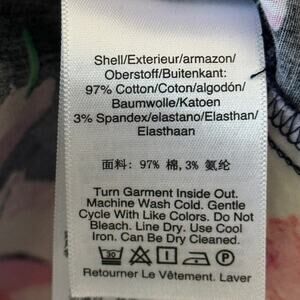 Shell/Exterieur/armazon/
Oberstoff/Buitenkant:
97% Cotton/Coton/algodón/
Baumwolle/Katoen
3% Spandex/elastano/Elasthan/
Elasthaan
面料: 97% 棉,3% 氨纶
Turn Garment Inside Out.
Machine Wash Cold. Gentle
Cycle With Like Colors. Do Not
Bleach. Line Dry. Use Cool
Iron. Can Be Dry Cleaned.
30
Retourner Le Vêtement. Laver